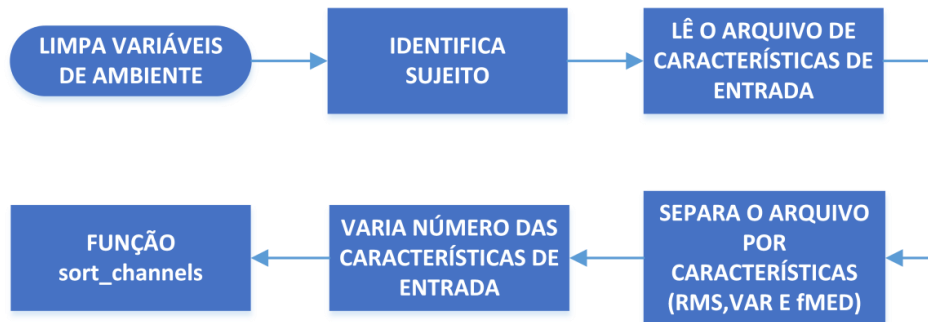 LIMPA VARIÁVEIS
DE AMBIENTE
IDENTIFICA
SUJEITO
LÊ O ARQUIVO DE
CARACTERÍSTICAS DE
ENTRADA
SEPARA O ARQUIVO
POR
CARACTERÍSTICAS
(RMS,VAR E fMED)
VARIA NÚMERO DAS
CARACTERÍSTICAS DE
ENTRADA
FUNÇÃO
sort_channels